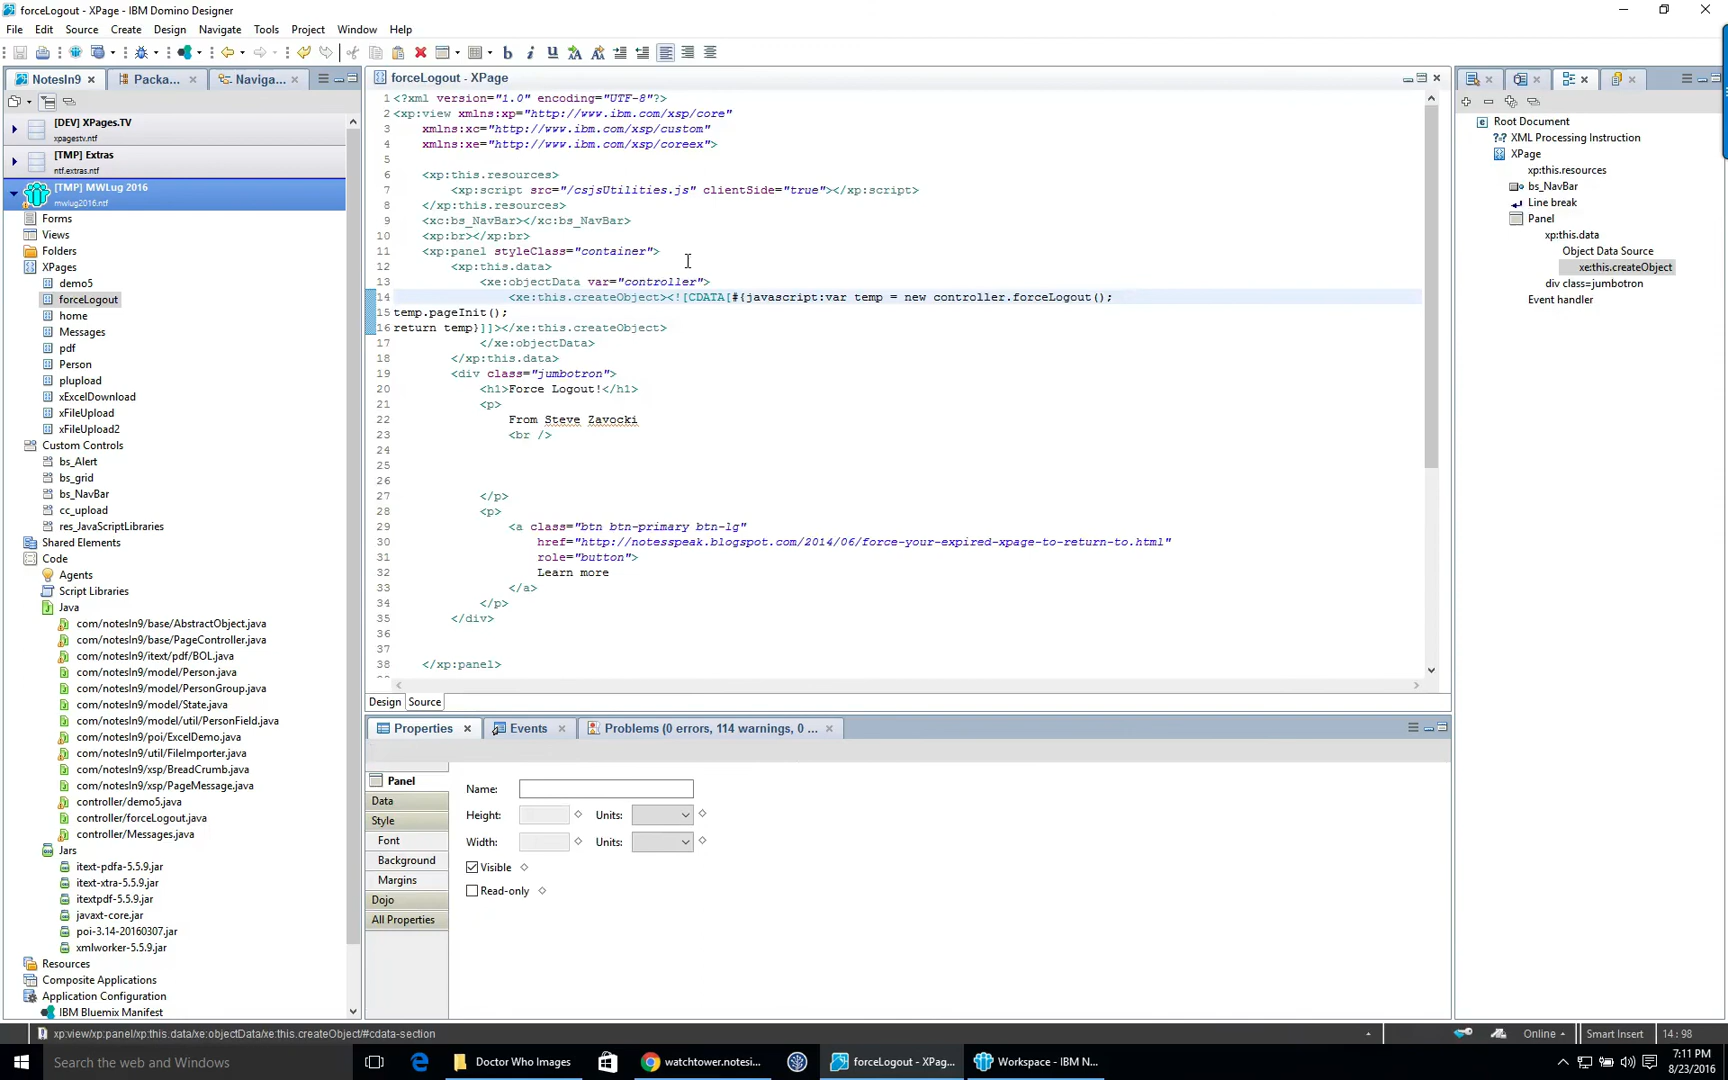 forceLogout - XPage - IBM Domino Designer
File Edit Source Create Design Navigate Tools Project Window Help
NotesIn9 Packa... Naviga...
[DEV] XPages.TV
xpagestv.ntf
[TMP] Extras
ntf.extras.ntf
[TMP] MWLug 2016
mwlug2016.ntf
Forms
Views
Folders
XPages
demo5
forceLogout
home
Messages
pdf
Person
plupload
xExcelDownload
xFileUpload
xFileUpload2
Custom Controls
bs_Alert
bs_grid
bs_NavBar
cc_upload
res_JavaScriptLibraries
Shared Elements
Code
Agents
Script Libraries
Java
com/notesIn9/base/AbstractObject.java
com/notesIn9/base/PageController.java
com/notesIn9/itext/pdf/BOL.java
com/notesIn9/model/Person.java
com/notesIn9/model/PersonGroup.java
com/notesIn9/model/State.java
com/notesIn9/model/util/PersonField.java
com/notesIn9/poi/ExcelDemo.java
com/notesIn9/util/FileImporter.java
com/notesIn9/xsp/BreadCrumb.java
com/notesIn9/xsp/PageMessage.java
controller/demo5.java
controller/forceLogout.java
controller/Messages.java
Jars
itext-pdfa-5.5.9.jar
itext-xtra-5.5.9.jar
itextpdf-5.5.9.jar
javaxt-core.jar
poi-3.14-20160307.jar
xmlworker-5.5.9.jar
Resources
Composite Applications
Application Configuration
IBM Bluemix Manifest
forceLogout - XPage
1 <?xml version="1.0" encoding="UTF-8"?>
2 <xp:view xmlns:xp="http://www.ibm.com/xsp/core"
3 xmlns:xc="http://www.ibm.com/xsp/custom"
4 xmlns:xe="http://www.ibm.com/xsp/coreex">
5
6 <xp:this.resources>
7 <xp:script src="/csjsUtilities.js" clientSide="true"></xp:script>
8 </xp:this.resources>
9 <xc:bs_NavBar></xc:bs_NavBar>
10 <xp:br></xp:br>
11 <xp:panel styleClass="container">
12 <xp:this.data>
13 <xe:objectData var="controller">
14 <xe:this.createObject><![CDATA[#{javascript:var temp = new controller.forceLogout();
15 temp.pageInit();
16 return temp}]]></xe:this.createObject>
17 </xe:objectData>
18 </xp:this.data>
19 <div class="jumbotron">
20 <h1>Force Logout!</h1>
21 <p>
22 From Steve Zavocki
23 <br />
24
25
26
27 </p>
28 <p>
29 <a class="btn btn-primary btn-lg"
30 href="http://notesspeak.blogspot.com/2014/06/force-your-expired-xpage-to-return-to.html"
31 role="button">
32 Learn more
33 </a>
34 </p>
35 </div>
36
37
38 </xp:panel>
Design Source
Properties Events Problems (0 errors, 114 warnings, 0 ...
Panel
Data
Style
Font
Background
Margins
Dojo
All Properties
Name:
Height: Units:
Width: Units:
Visible
Read-only
Root Document
XML Processing Instruction
XPage
xp:this.resources
bs_NavBar
Line break
Panel
xp:this.data
Object Data Source
xe:this.createObject
div class=jumbotron
Event handler
xp:view/xp:panel/xp:this.data/xe:objectData/xe:this.createObject/#cdata-section
Online Smart Insert 14 : 98
Search the web and Windows
Doctor Who Images
watchtower.notesi...
forceLogout - XPag...
Workspace - IBM N...
7:11 PM
8/23/2016